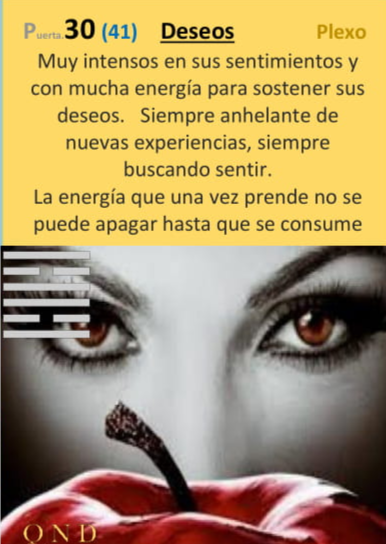 Puerta.30 (41) Deseos Plexo
Muy intensos en sus sentimientos y
con mucha energía para sostener sus
deseos. Siempre anhelante de
nuevas experiencias, siempre
buscando sentir.
La energía que una vez prende no se
puede apagar hasta que se consume
QND